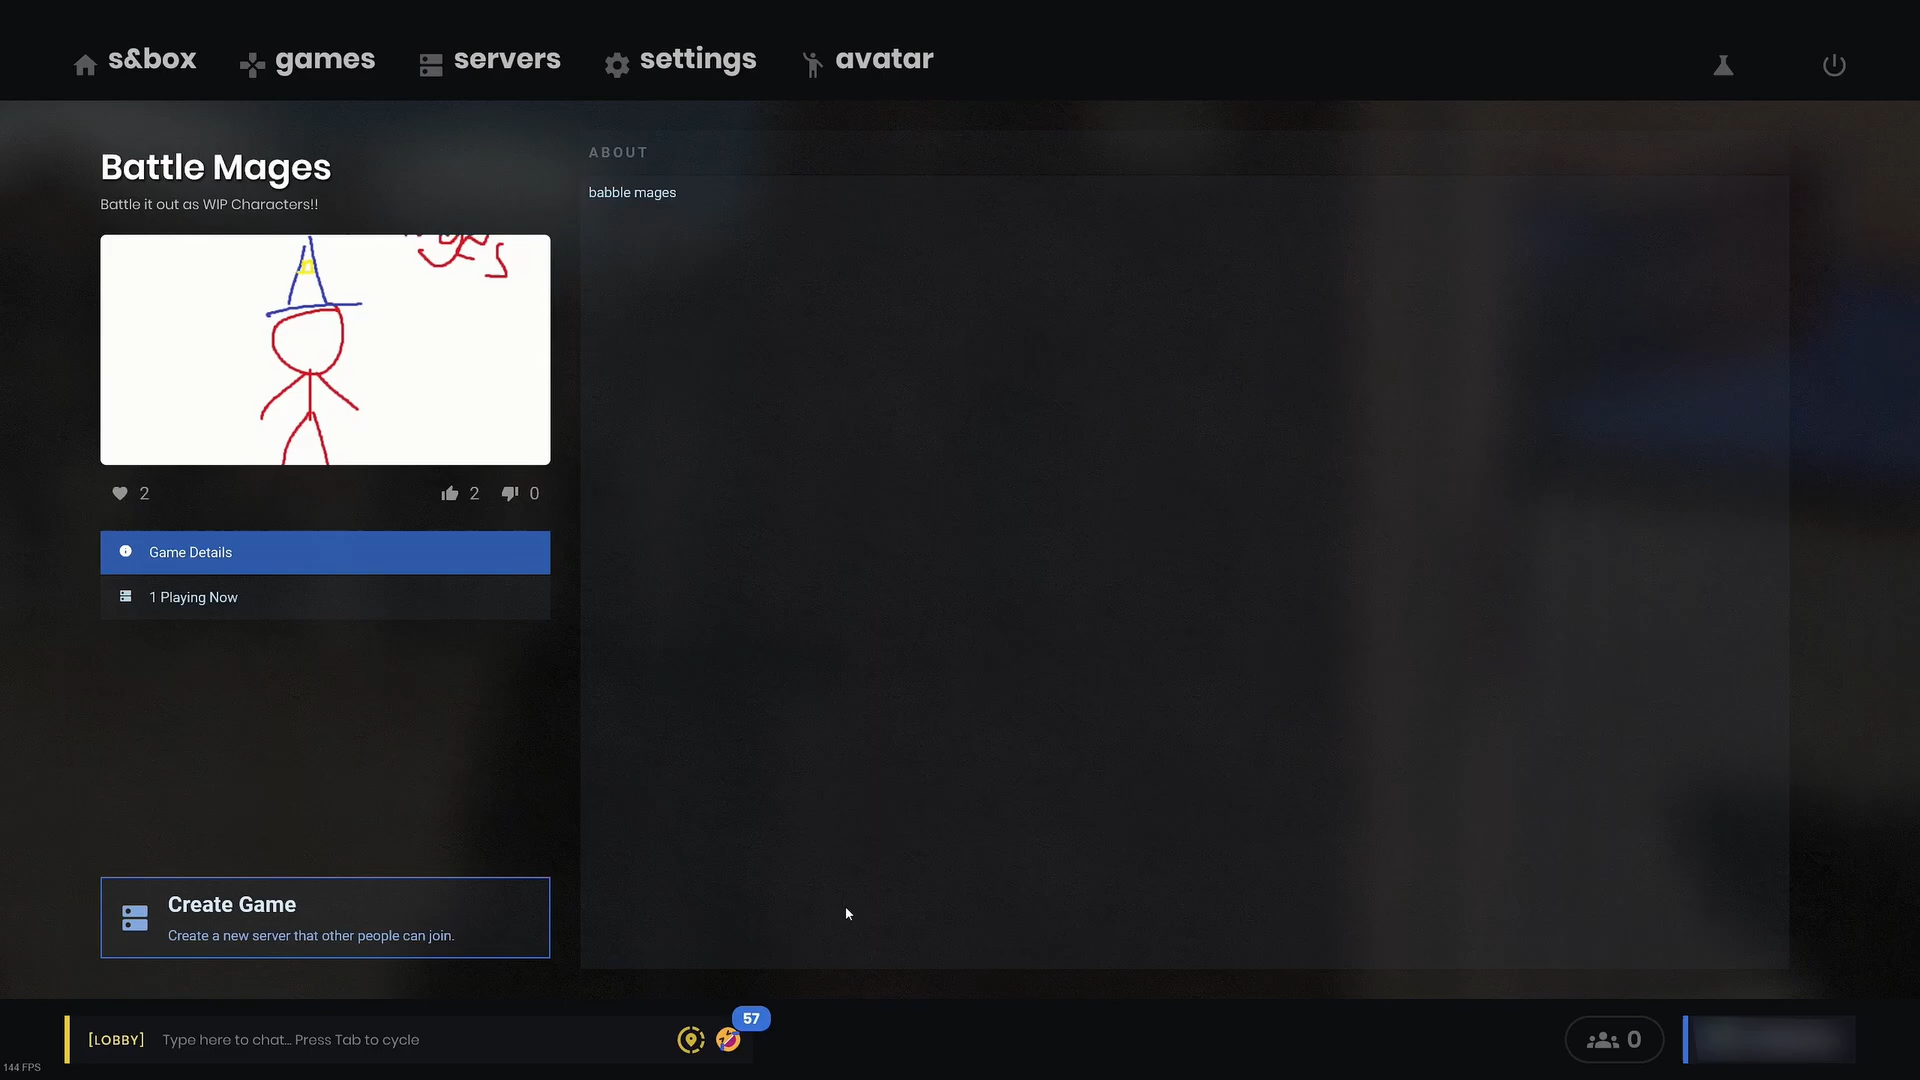 s&box games servers settings avatar
Battle Mages
Battle it out as WIP Characters!!
2 2 0
Game Details
1 Playing Now
Create Game
Create a new server that other people can join.
ABOUT
babble mages
57
[LOBBY] Type here to chat... Press Tab to cycle
0
144 FPS